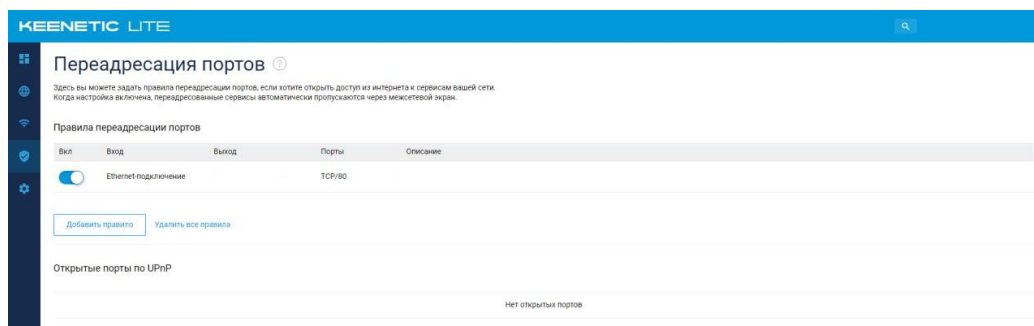 KEENETIC LITE
Переадресация портов ?
Здесь вы можете задать правила переадресации портов, если хотите открыть доступ из интернета к сервисам вашей сети.
Когда настройка включена, переадресованные сервисы автоматически пропускаются через межсетевой экран.
Правила переадресации портов
Вкл Вход Выход Порты Описание
Ethernet-подключение TCP/80
Добавить правило Удалить все правила
Открытые порты по UPnP
Нет открытых портов